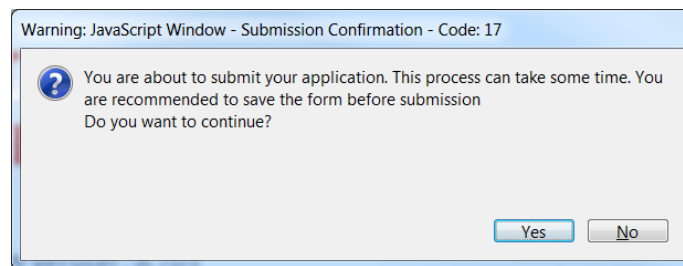 Warning: JavaScript Window - Submission Confirmation - Code: 17
You are about to submit your application. This process can take some time. You
are recommended to save the form before submission
Do you want to continue?
Yes
No